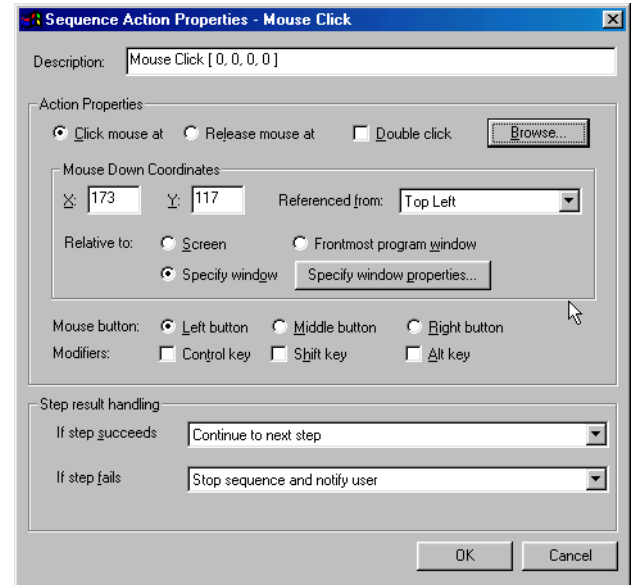 Sequence Action Properties - Mouse Click
Description: Mouse Click [ 0, 0, 0, 0 ]
Action Properties
Click mouse at Release mouse at Double click Browse...
Mouse Down Coordinates
X: 173 Y: 117 Referenced from: Top Left
Relative to: Screen Frontmost program window
Specify window Specify window properties...
Mouse button: Left button Middle button Right button
Modifiers: Control key Shift key Alt key
Step result handling
If step succeeds Continue to next step
If step fails Stop sequence and notify user
OK Cancel